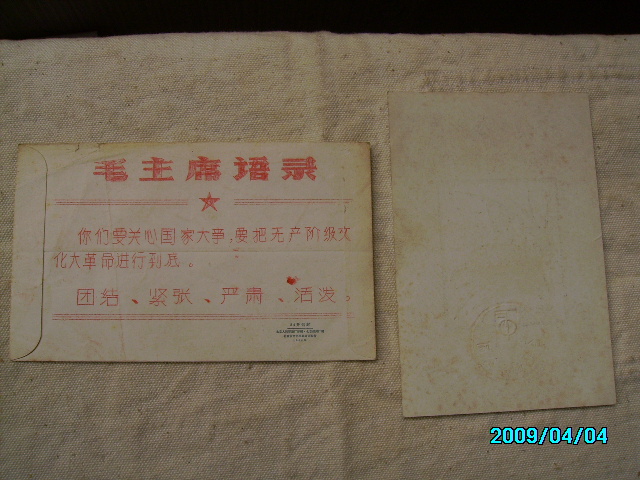 毛主席语录
你们要关心国家大事，要把无产阶级文
化大革命进行到底。
团结、紧张、严肃、活泼。
2009/04/04